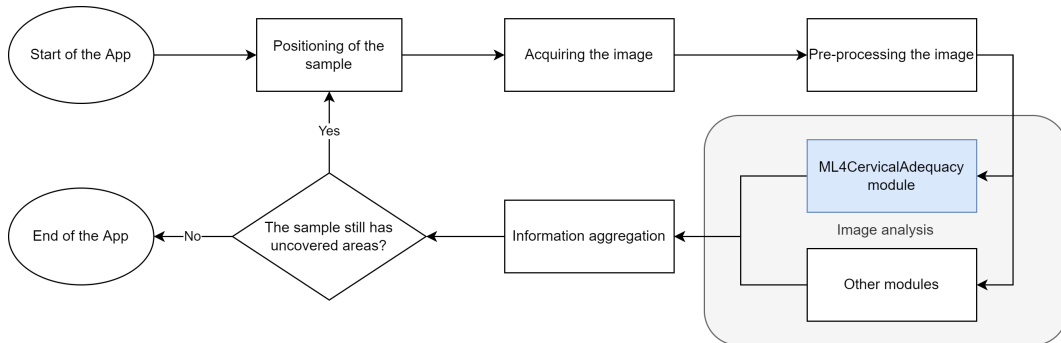 Start of the App
Positioning of the
sample
Acquiring the image
Pre-processing the image
Yes
ML4CervicalAdequacy
module
Image analysis
Other modules
Information aggregation
The sample still has
uncovered areas?
No
End of the App